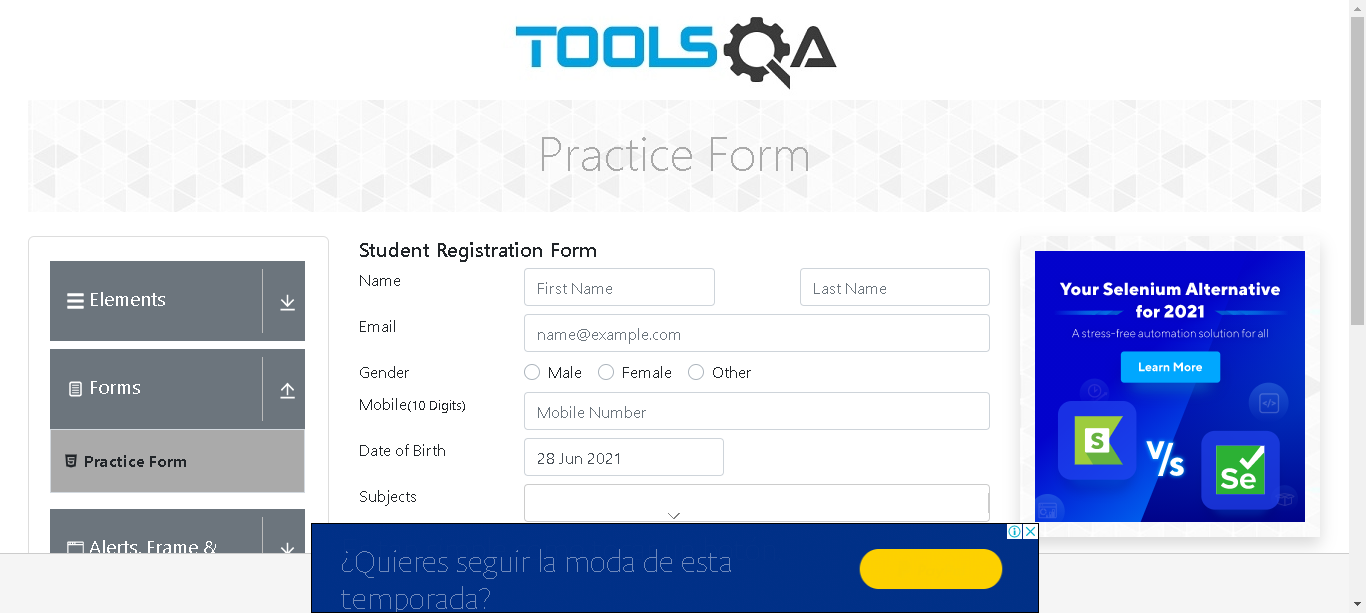 TOOLSQA
Practice Form
Elements
Forms
Practice Form
Alerts, Frame &
Student Registration Form
Name
First Name
Last Name
Email
name@example.com
Gender
Male
Female
Other
Mobile(10 Digits)
Mobile Number
Date of Birth
28 Jun 2021
Subjects
Your Selenium Alternative
for 2021
A stress-free automation solution for all
Learn More
S
V/s
Se
¿Quieres seguir la moda de esta
temporada?